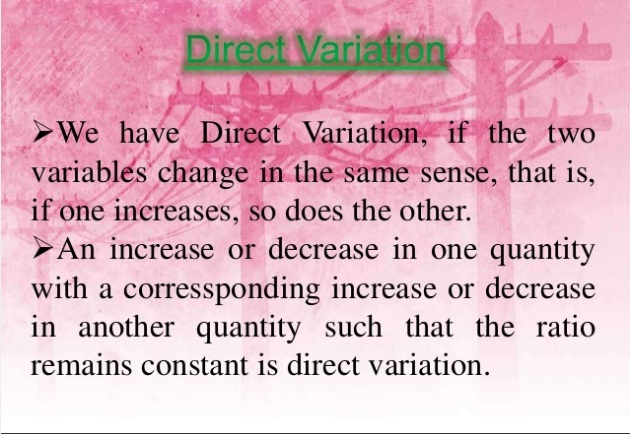 Direct Variation
➢We have Direct Variation, if the two
variables change in the same sense, that is,
if one increases, so does the other.
➢An increase or decrease in one quantity
with a corressponding increase or decrease
in another quantity such that the ratio
remains constant is direct variation.